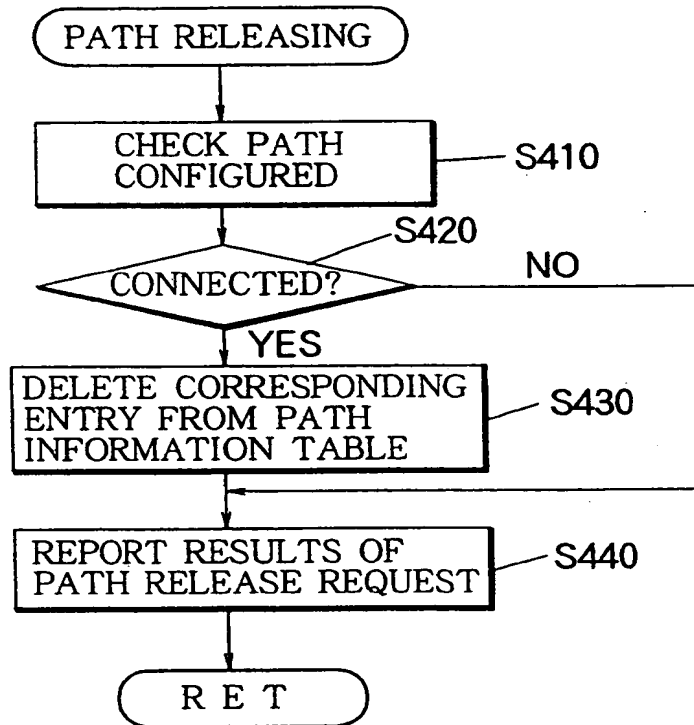 PATH RELEASING
CHECK PATH
CONFIGURED
S410
S420
CONNECTED?
NO
YES
DELETE CORRESPONDING
ENTRY FROM PATH
INFORMATION TABLE
S430
REPORT RESULTS OF
PATH RELEASE REQUEST
S440
R E T